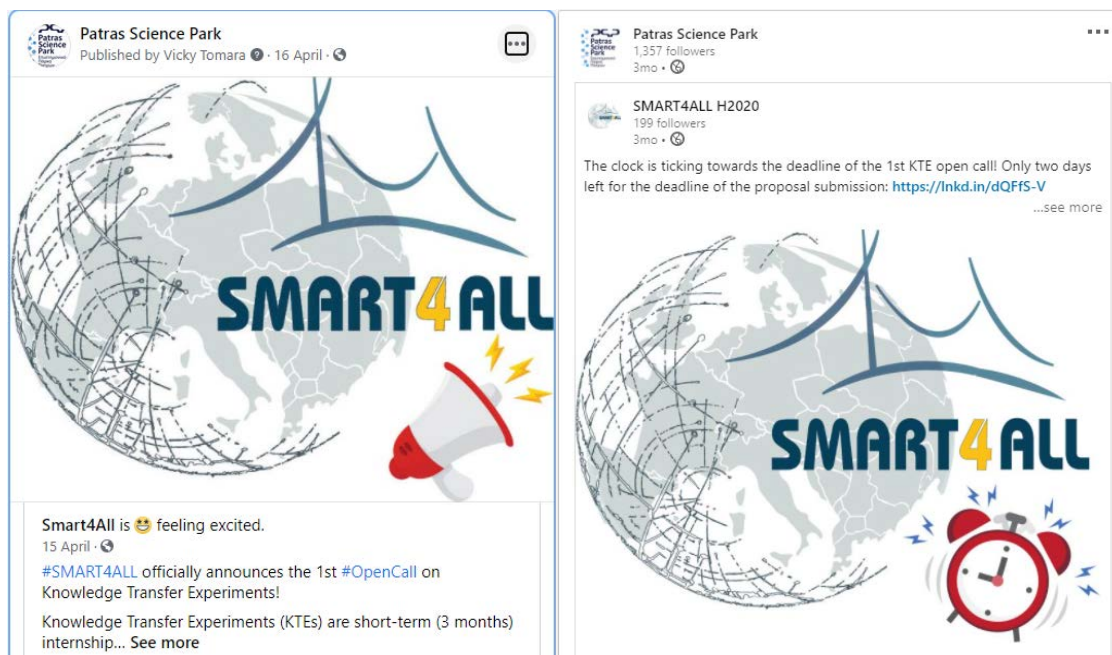 Patras Science Park
Published by Vicky Tomara · 16 April ·
SMART4ALL
Smart4All is 😀 feeling excited.
15 April ·
#SMART4ALL officially announces the 1st #OpenCall on
Knowledge Transfer Experiments!
Knowledge Transfer Experiments (KTEs) are short-term (3 months)
internship... See more
Patras Science Park
1,357 followers
3mo •
SMART4ALL H2020
199 followers
3mo •
The clock is ticking towards the deadline of the 1st KTE open call! Only two days
left for the deadline of the proposal submission: https://lnkd.in/dQFfS-V
...see more
SMART4ALL